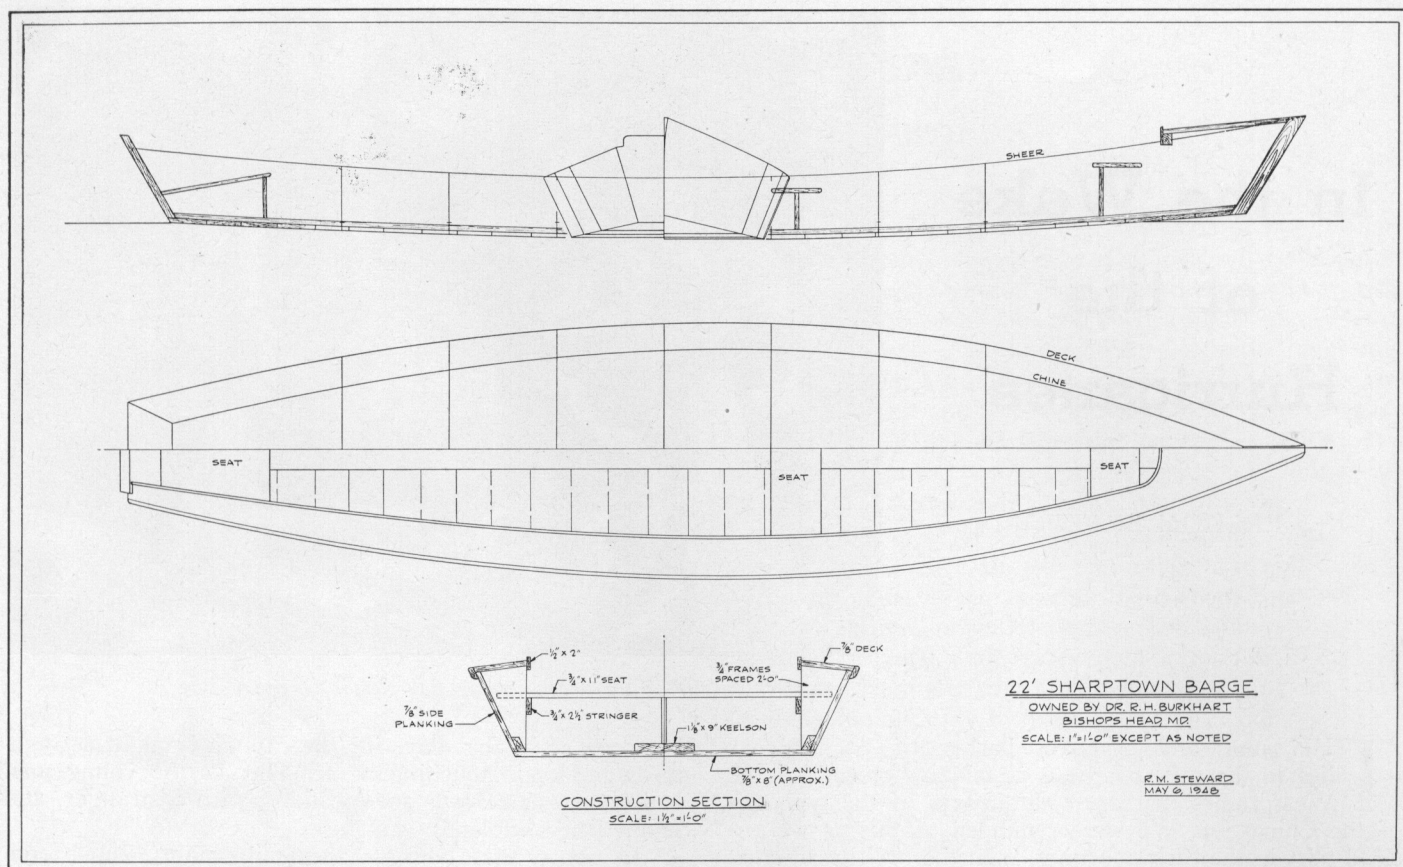 SHEER
DECK
CHINE
SEAT
SEAT
SEAT
½" x 2"
⅞" DECK
¾" x 11" SEAT
¾" FRAMES
SPACED 2'-0"
⅞" SIDE
PLANKING
¾" x 2½" STRINGER
1⅛" x 9" KEELSON
BOTTOM PLANKING
⅞" x 8" (APPROX.)
CONSTRUCTION SECTION
SCALE: 1½" = 1'-0"
22' SHARPTOWN BARGE
OWNED BY DR. R.H. BURKHART
BISHOPS HEAD, MD.
SCALE: 1"=1'-0" EXCEPT AS NOTED
R.M. STEWARD
MAY 6, 1948